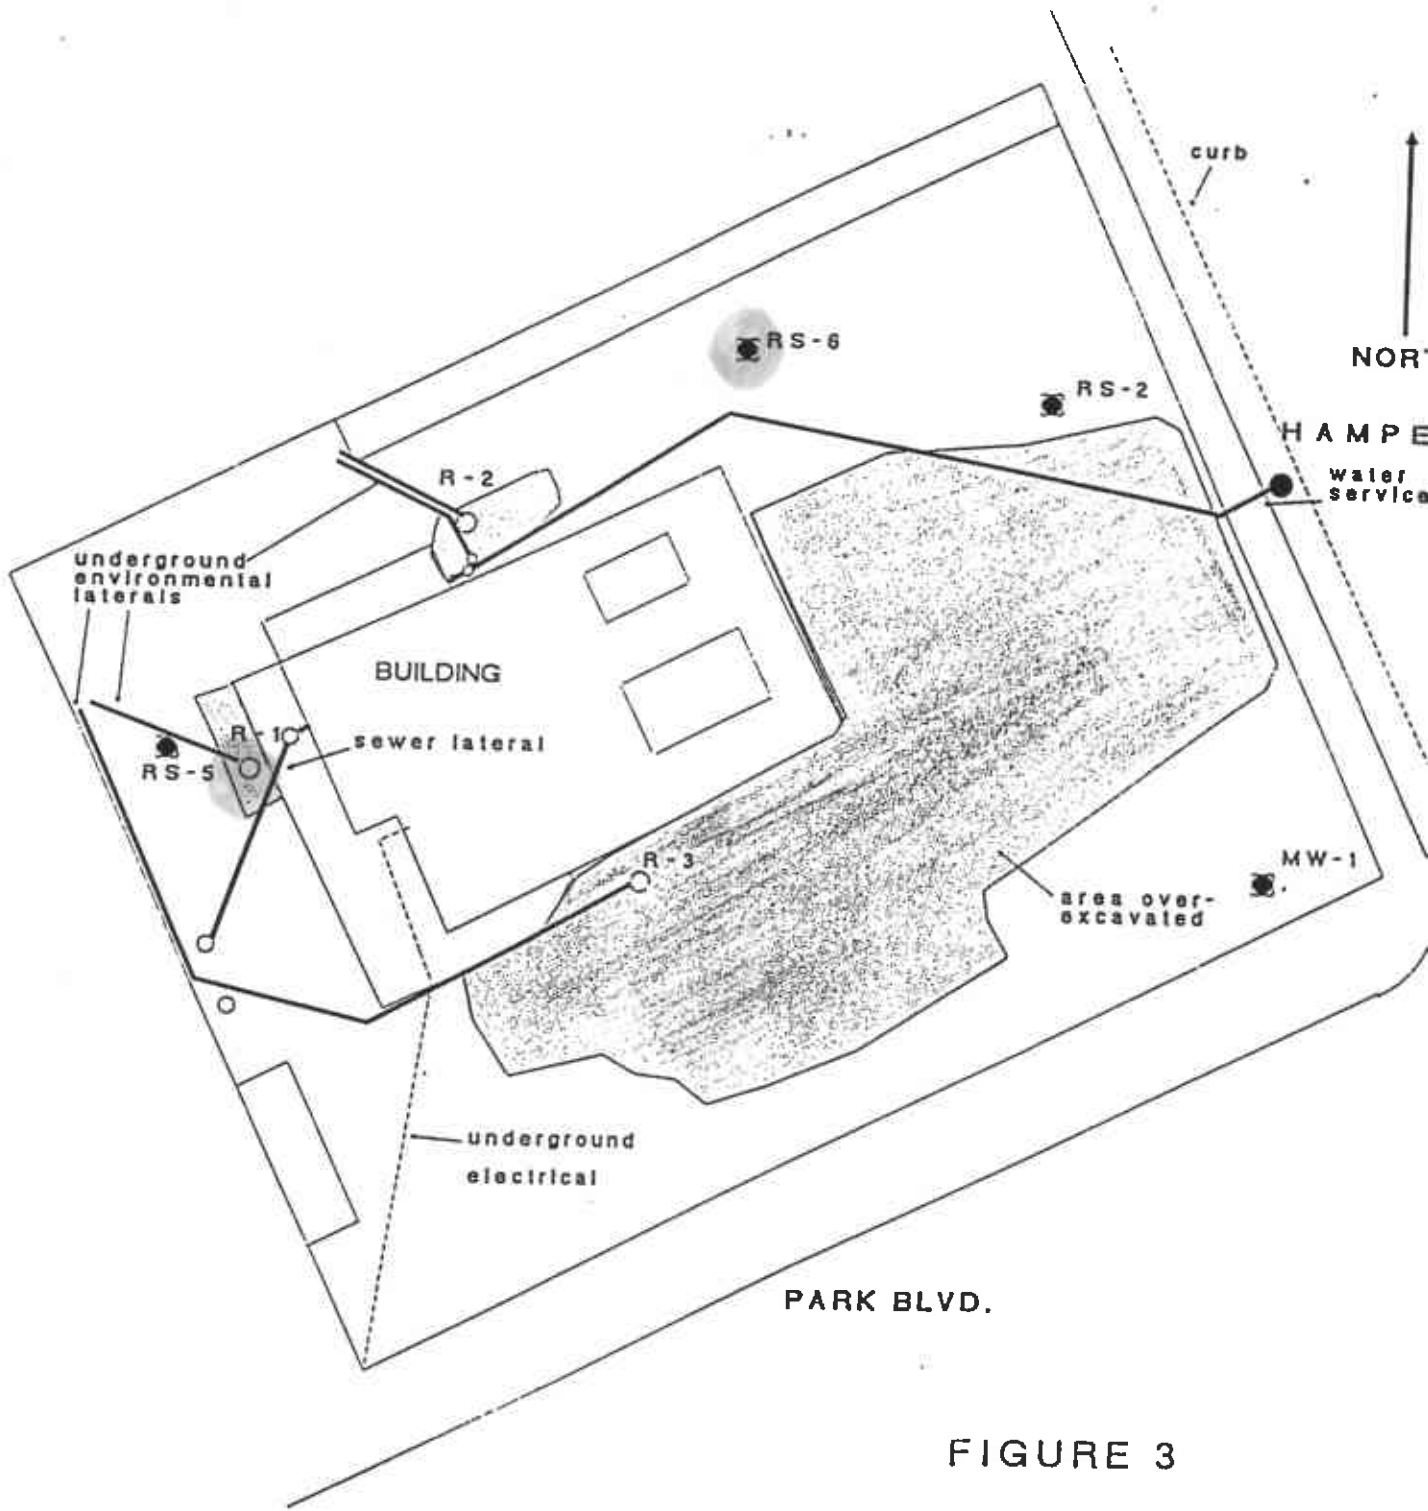 curb
RS-6
NOR
RS-2
HAMPE
R-2
water
service
underground
environmental
laterals
BUILDING
R-1
sewer lateral
RS-5
R-3
MW-1
area over-
excavated
underground
electrical
PARK BLVD.
FIGURE 3